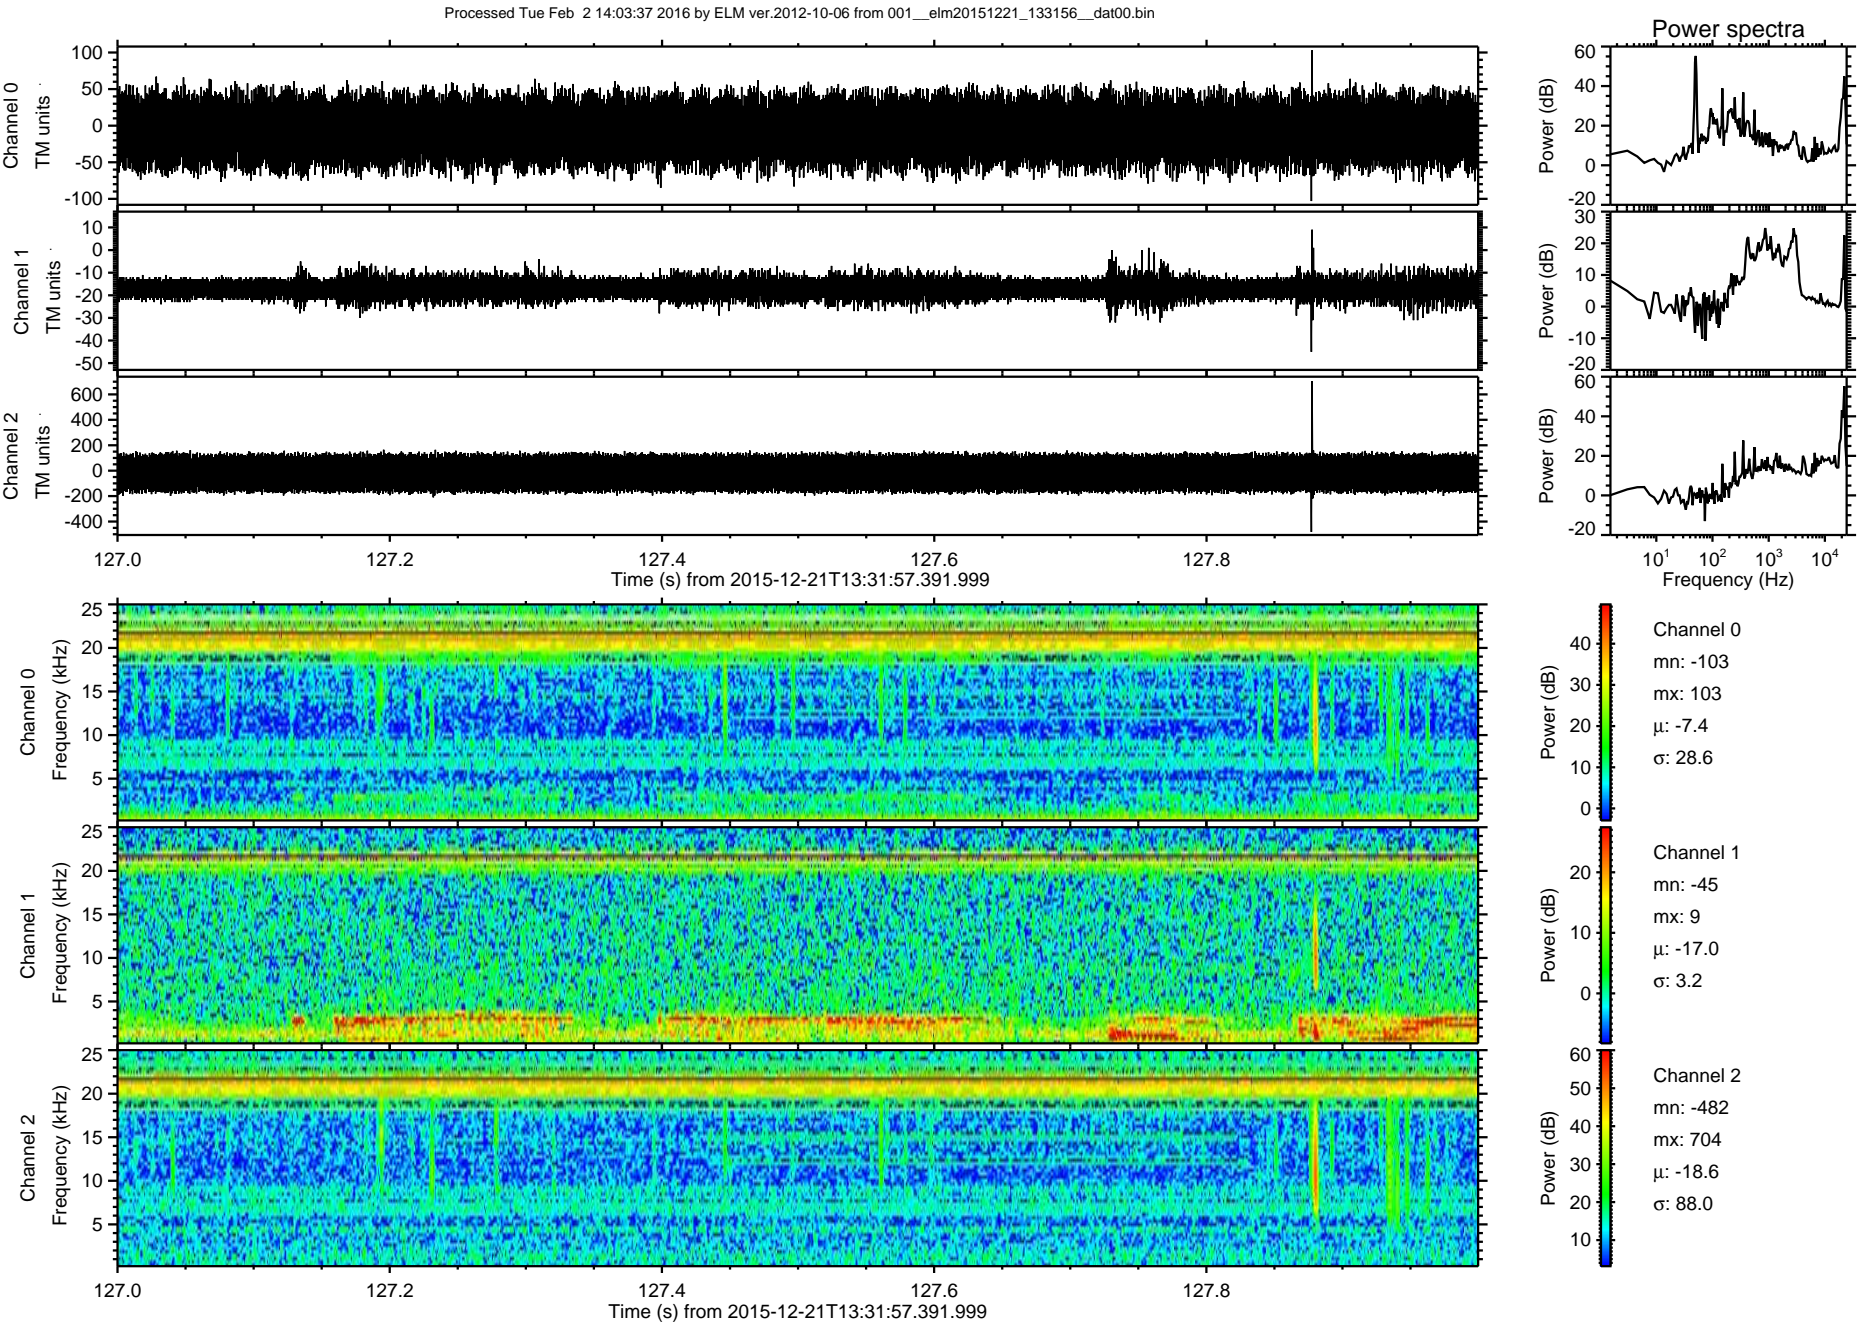 Processed Tue Feb  2 14:03:37 2016 by ELM ver.2012-10-06 from 001__elm20151221_133156__dat00.bin
Power spectra
Channel 0
TM units
100
50
0
-50
-100
Power (dB)
60
40
20
0
-20
Channel 1
TM units
10
0
-10
-20
-30
-40
-50
Power (dB)
30
20
10
0
-10
-20
Channel 2
TM units
600
400
200
0
-200
-400
Power (dB)
60
40
20
0
-20
127.0 127.2 127.4 127.6 127.8
Time (s) from 2015-12-21T13:31:57.391.999
10¹ 10² 10³ 10⁴
Frequency (Hz)
Channel 0
Frequency (kHz)
25
20
15
10
5
Power (dB)
40
30
20
10
0
Channel 0
mn: -103
mx: 103
μ: -7.4
σ: 28.6
Channel 1
Frequency (kHz)
25
20
15
10
5
Power (dB)
20
10
0
Channel 1
mn: -45
mx: 9
μ: -17.0
σ: 3.2
Channel 2
Frequency (kHz)
25
20
15
10
5
Power (dB)
60
50
40
30
20
10
Channel 2
mn: -482
mx: 704
μ: -18.6
σ: 88.0
127.0 127.2 127.4 127.6 127.8
Time (s) from 2015-12-21T13:31:57.391.999